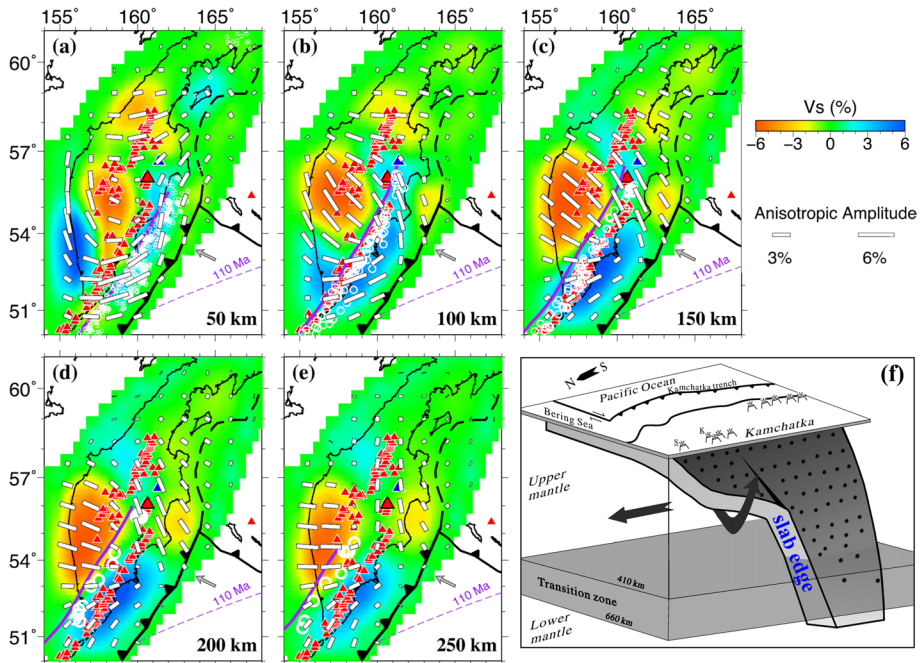 155° 160° 165°
155° 160° 165°
155° 160° 165°
(a)
(b)
(c)
60°
57°
54°
51°
110 Ma
110 Ma
110 Ma
50 km
100 km
150 km
Vs (%)
−6 −3 0 3 6
Anisotropic Amplitude
3% 6%
(d)
(e)
60°
57°
54°
51°
110 Ma
110 Ma
200 km
250 km
(f)
N S
Pacific Ocean
Kamchatka trench
Bering Sea
S K
Kamchatka
Upper
mantle
slab edge
410 km
Transition zone
660 km
Lower
mantle